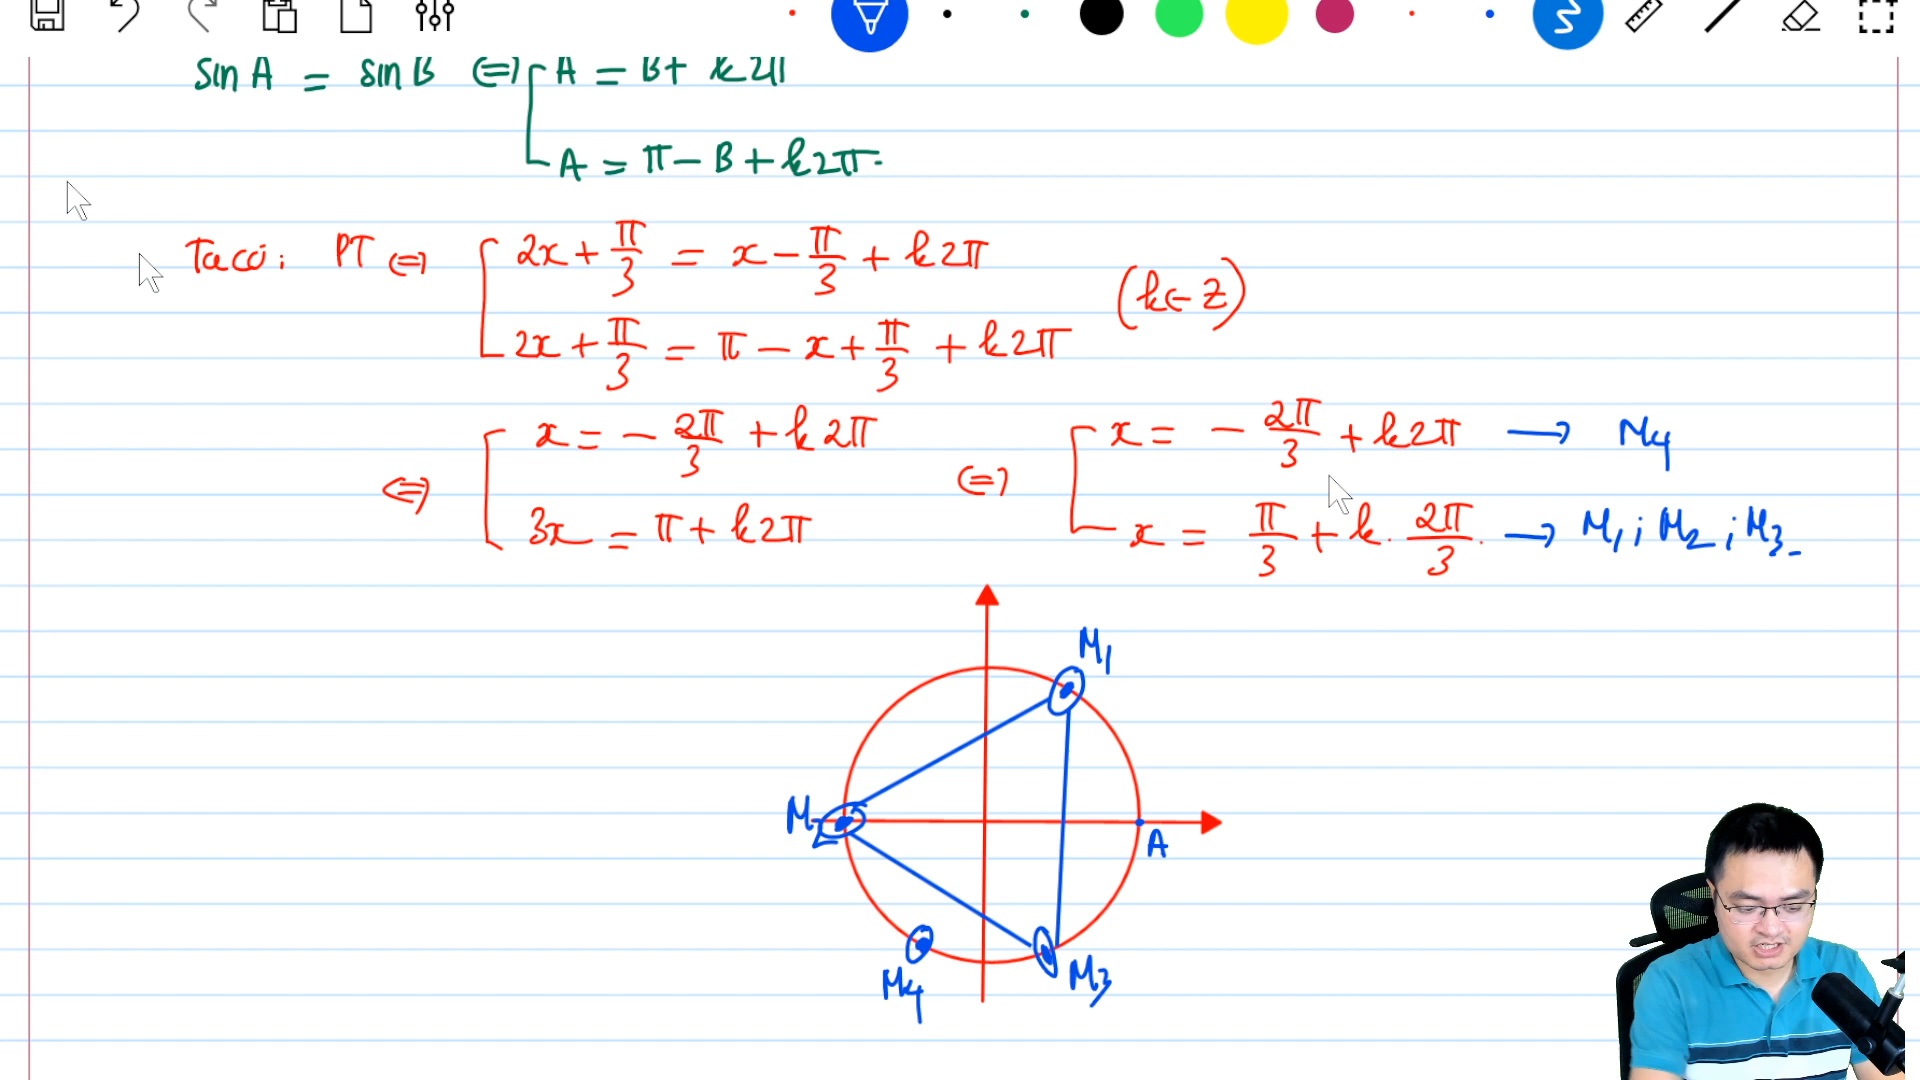 sin A = sin B ⇔ [ A = B + k2π
A = π − B + k2π.
Ta có: PT ⇔ [ 2x + π/3 = x − π/3 + k2π
2x + π/3 = π − x + π/3 + k2π
(k ∈ Z)
⇔ [ x = − 2π/3 + k2π
3x = π + k2π
⇔ [ x = − 2π/3 + k2π → M4
x = π/3 + k. 2π/3. → M1; M2; M3
M1
M2
A
M4
M3